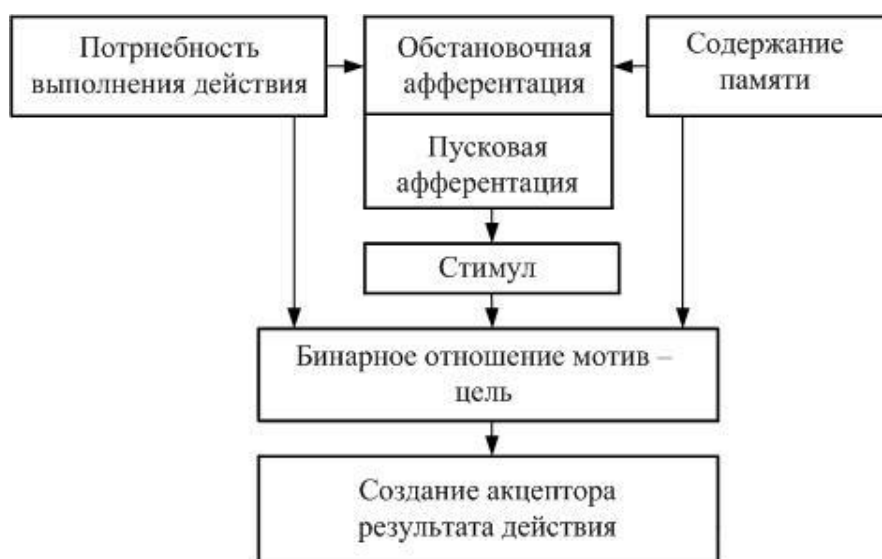 Потрнебность
выполнения действия
Обстановочная
афферентация
Содержание
памяти
Пусковая
афферентация
Стимул
Бинарное отношение мотив –
цель
Создание акцептора
результата действия